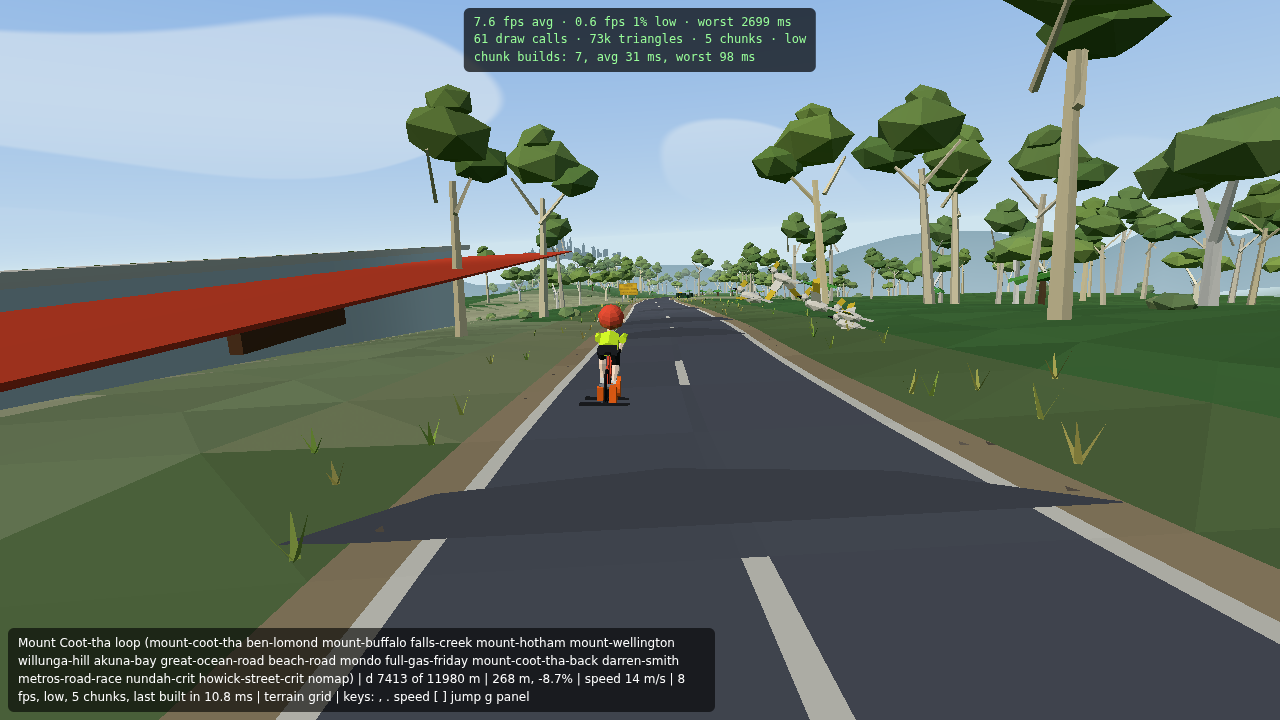 7.6 fps avg · 0.6 fps 1% low · worst 2699 ms
61 draw calls · 73k triangles · 5 chunks · low
chunk builds: 7, avg 31 ms, worst 98 ms
Mount Coot-tha loop (mount-coot-tha ben-lomond mount-buffalo falls-creek mount-hotham mount-wellington
willunga-hill akuna-bay great-ocean-road beach-road mondo full-gas-friday mount-coot-tha-back darren-smith
metros-road-race nundah-crit howick-street-crit nomap) | d 7413 of 11980 m | 268 m, -8.7% | speed 14 m/s | 8
fps, low, 5 chunks, last built in 10.8 ms | terrain grid | keys: , . speed [ ] jump g panel